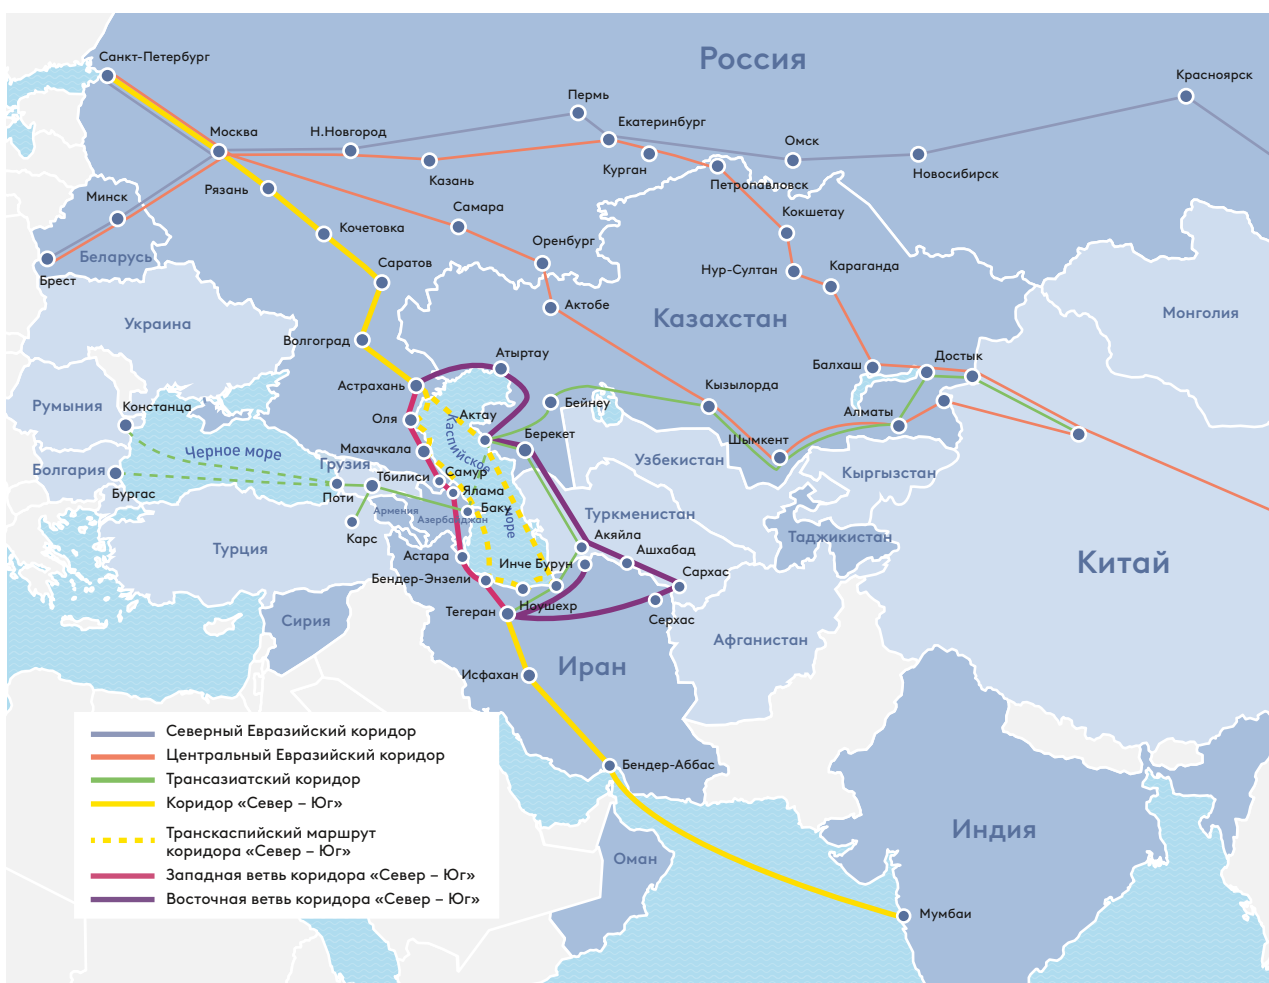 Санкт-Петербург
Россия
Красноярск
Пермь
Екатеринбург
Москва
Н.Новгород
Омск
Курган
Казань
Новосибирск
Петропавловск
Рязань
Минск
Самара
Кокшетау
Кочетовка
Оренбург
Беларусь
Саратов
Нур-Султан
Караганда
Брест
Актобе
Казахстан
Монголия
Украина
Волгоград
Атыртау
Достык
Балхаш
Астрахань
Кызылорда
Бейнеу
Румыния
Констанца
Оля
Актау
Алматы
Берекет
Шымкент
Черное море
Каспийское море
Махачкала
Узбекистан
Грузия
Болгария
Тбилиси
Самур
Кыргызстан
Бургас
Поти
Ялама
Армения
Баку
Азербайджан
Туркменистан
Карс
Акяйла
Таджикистан
Турция
Астара
Ашхабад
Инче Бурун
Китай
Сархас
Бендер-Энзели
Ноушехр
Тегеран
Серхас
Сирия
Афганистан
Иран
Исфахан
Бендер-Аббас
Северный Евразийский коридор
Центральный Евразийский коридор
Трансазиатский коридор
Коридор «Север – Юг»
Транскаспийский маршрут
коридора «Север – Юг»
Западная ветвь коридора «Север – Юг»
Восточная ветвь коридора «Север – Юг»
Индия
Оман
Мумбаи